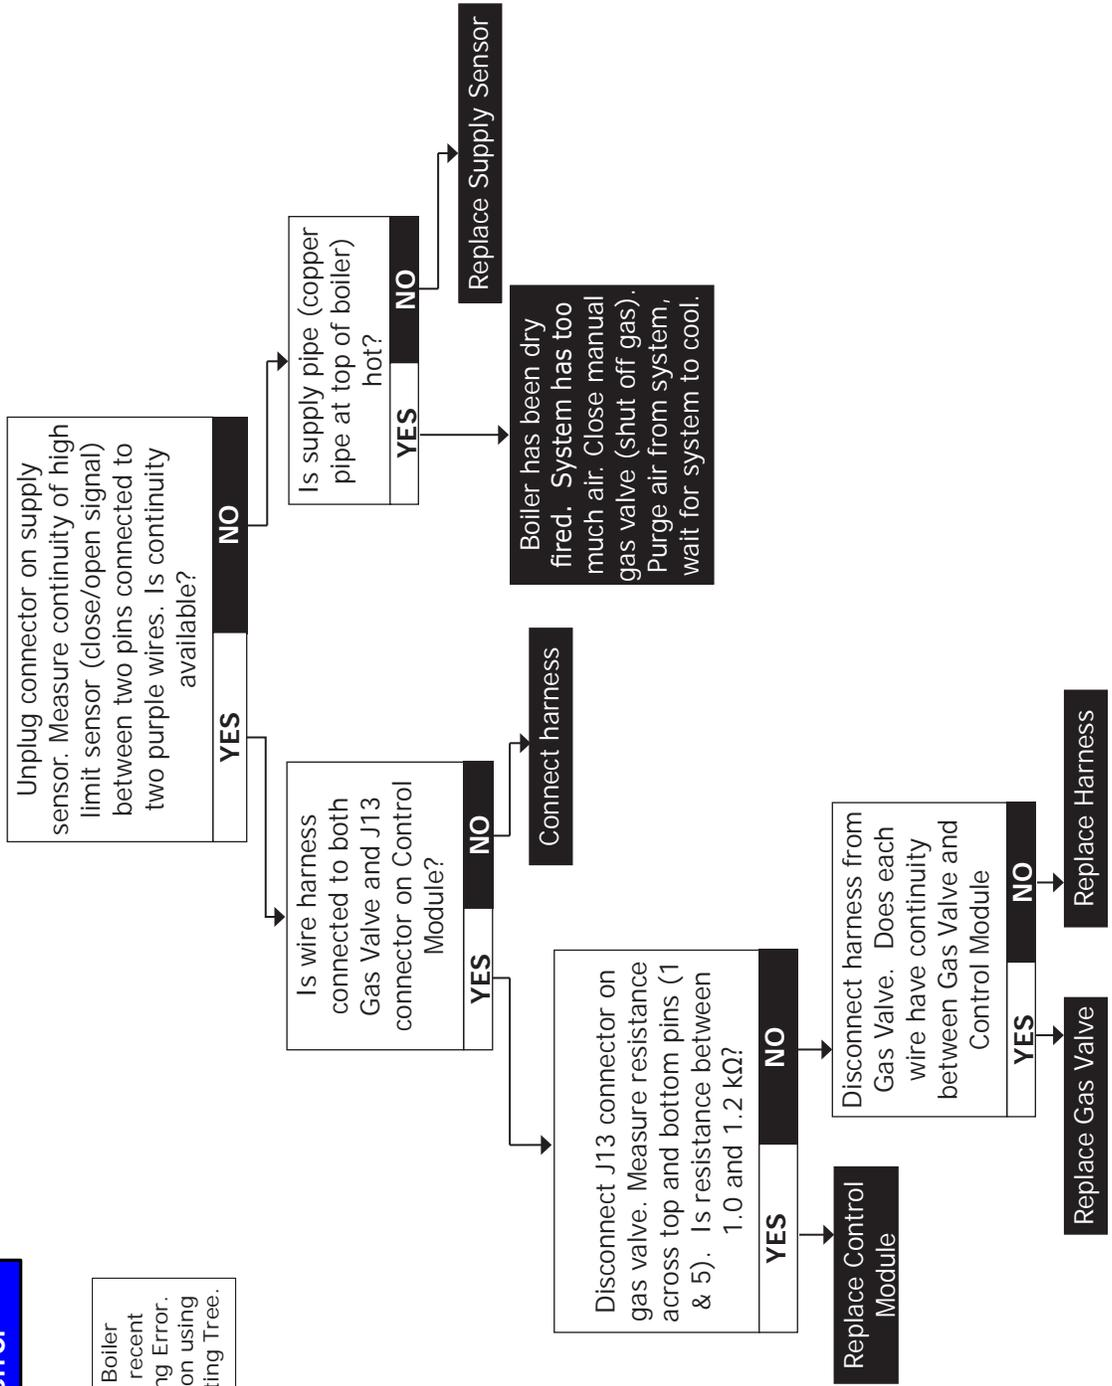 Unplug connector on supply
sensor. Measure continuity of high
limit sensor (close/open signal)
between two pins connected to
two purple wires. Is continuity
available?
YES
NO
Is supply pipe (copper
pipe at top of boiler)
hot?
YES
NO
Replace Supply Sensor
Boiler has been dry
fired. System has too
much air. Close manual
gas valve (shut off gas).
Purge air from system,
wait for system to cool.
Is wire harness
connected to both
Gas Valve and J13
connector on Control
Module?
YES
NO
Connect harness
Disconnect J13 connector on
gas valve. Measure resistance
across top and bottom pins (1
& 5). Is resistance between
1.0 and 1.2 kΩ?
YES
NO
Replace Control
Module
Disconnect harness from
Gas Valve. Does each
wire have continuity
between Gas Valve and
Control Module
YES
NO
Replace Gas Valve
Replace Harness
Boiler
recent
ng Error.
on using
ting Tree.